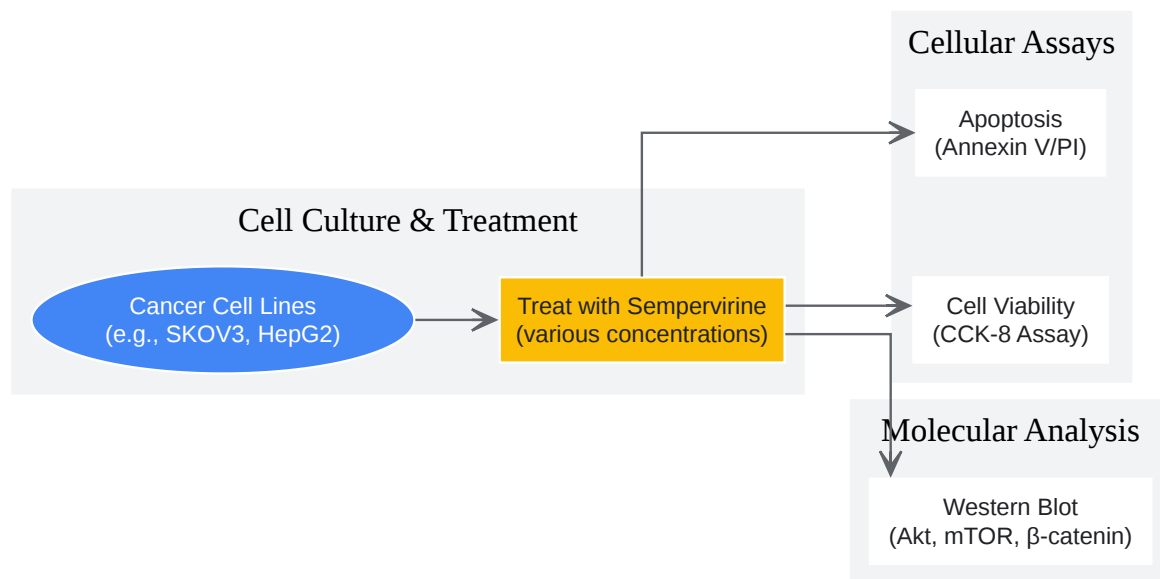 Cellular Assays
Apoptosis
(Annexin V/PI)
Cell Culture & Treatment
Cancer Cell Lines
(e.g., SKOV3, HepG2)
Treat with Sempervirine
(various concentrations)
Cell Viability
(CCK-8 Assay)
Molecular Analysis
Western Blot
(Akt, mTOR, β-catenin)